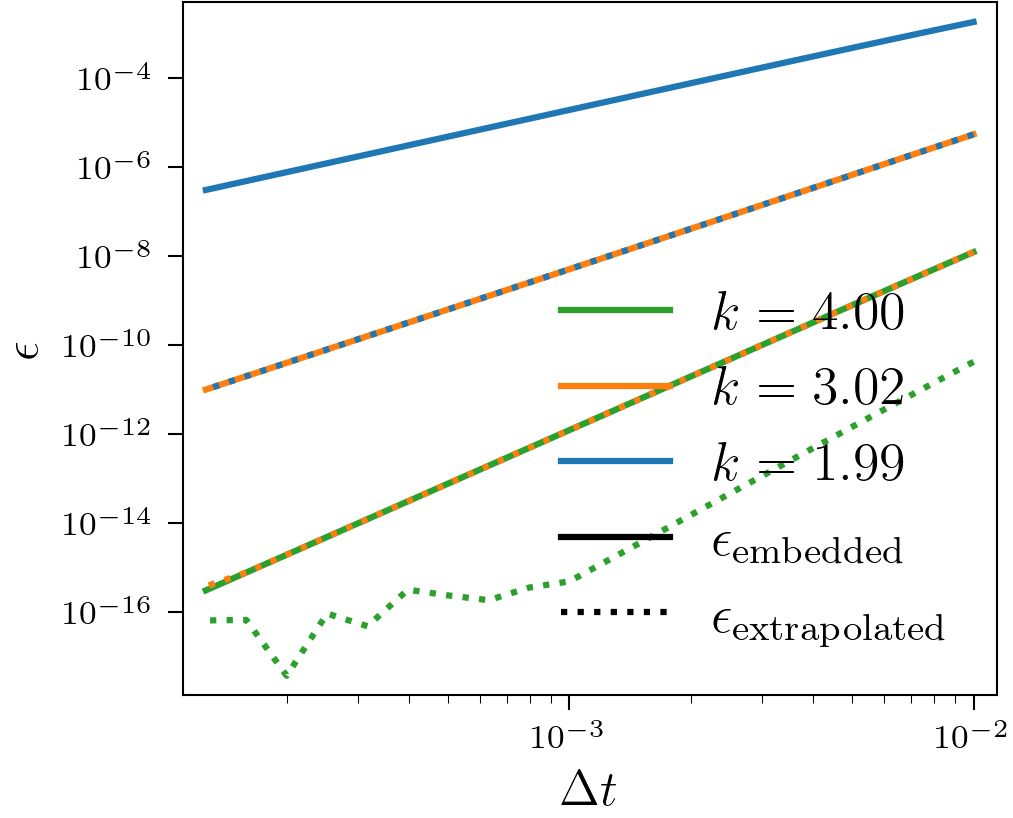 10⁻⁴
10⁻⁶
10⁻⁸
10⁻¹⁰
10⁻¹²
10⁻¹⁴
10⁻¹⁶
ϵ
k = 4.00
k = 3.02
k = 1.99
ϵ_embedded
ϵ_extrapolated
10⁻³
10⁻²
Δt